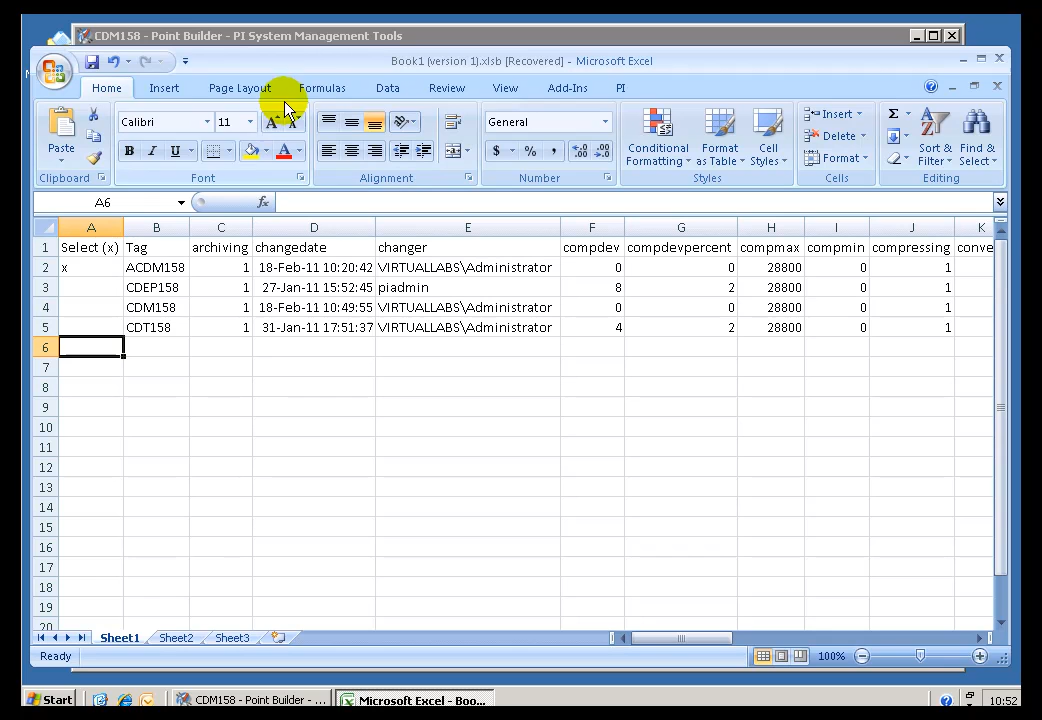 CDM158 - Point Builder - PI System Management Tools
Book1 (version 1).xlsb [Recovered] - Microsoft Excel
Home Insert Page Layout Formulas Data Review View Add-Ins PI
Calibri 11 A A General Insert Σ
Paste Conditional Formatting Format as Table Cell Styles Delete Sort & Filter Find & Select
B I U A $ % , .00 Format
Clipboard Font Alignment Number Styles Cells Editing
A6 fx
A B C D E F G H I J K
1 Select (x) Tag archiving changedate changer compdev compdevpercent compmax compmin compressing conve
2 x ACDM158 1 18-Feb-11 10:20:42 VIRTUALLABS\Administrator 0 0 28800 0 1
3 CDEP158 1 27-Jan-11 15:52:45 piadmin 8 2 28800 0 1
4 CDM158 1 18-Feb-11 10:49:55 VIRTUALLABS\Administrator 0 0 28800 0 1
5 CDT158 1 31-Jan-11 17:51:37 VIRTUALLABS\Administrator 4 2 28800 0 1
6
7
8
9
10
11
12
13
14
15
16
17
18
19
20
Sheet1 Sheet2 Sheet3
Ready 100%
Start CDM158 - Point Builder - ... Microsoft Excel - Boo... 10:52